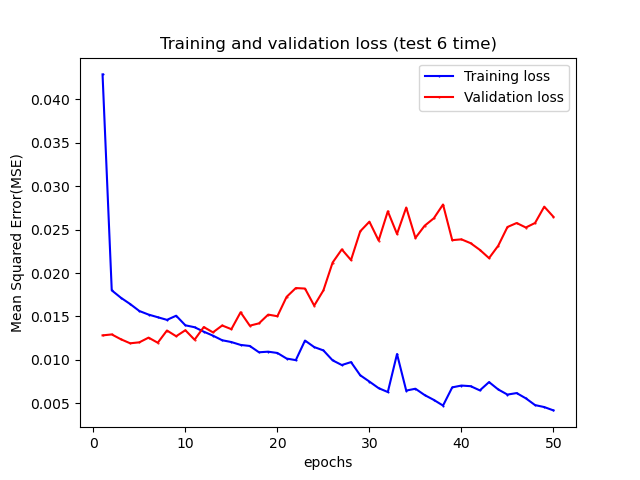 Training and validation loss (test 6 time)
Training loss
Validation loss
0.040
0.035
0.030
0.025
0.020
0.015
0.010
0.005
Mean Squared Error(MSE)
0 10 20 30 40 50
epochs